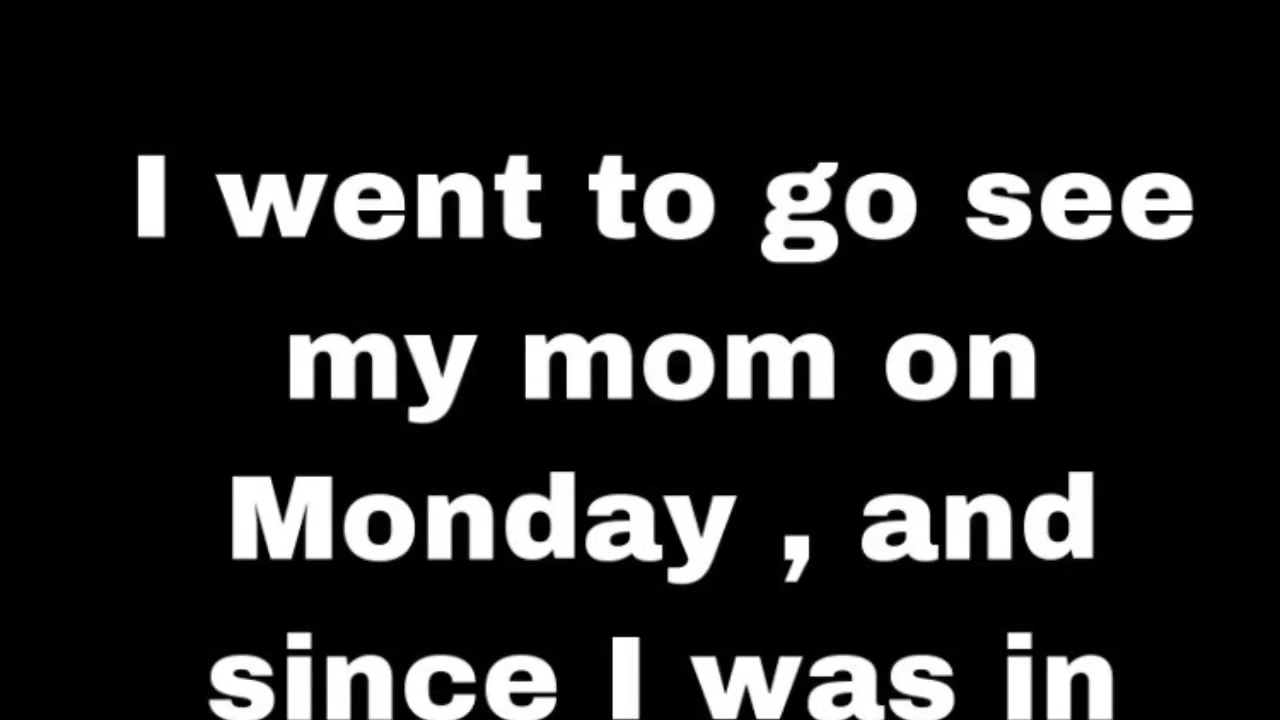 I went to go see
my mom on
Monday , and
since I was in